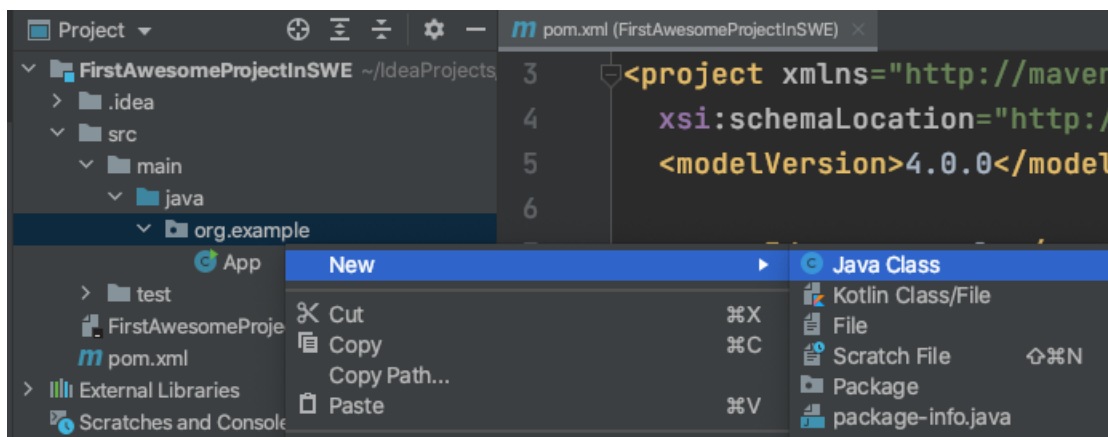 Project
FirstAwesomeProjectInSWE ~/IdeaProjects
.idea
src
main
java
org.example
App
test
FirstAwesomeProje
pom.xml
External Libraries
Scratches and Console
pom.xml (FirstAwesomeProjectInSWE)
3 <project xmlns="http://maven
4 xsi:schemaLocation="http:/
5 <modelVersion>4.0.0</model
6
New
Cut ⌘X
Copy ⌘C
Copy Path...
Paste ⌘V
Java Class
Kotlin Class/File
File
Scratch File ⇧⌘N
Package
package-info.java